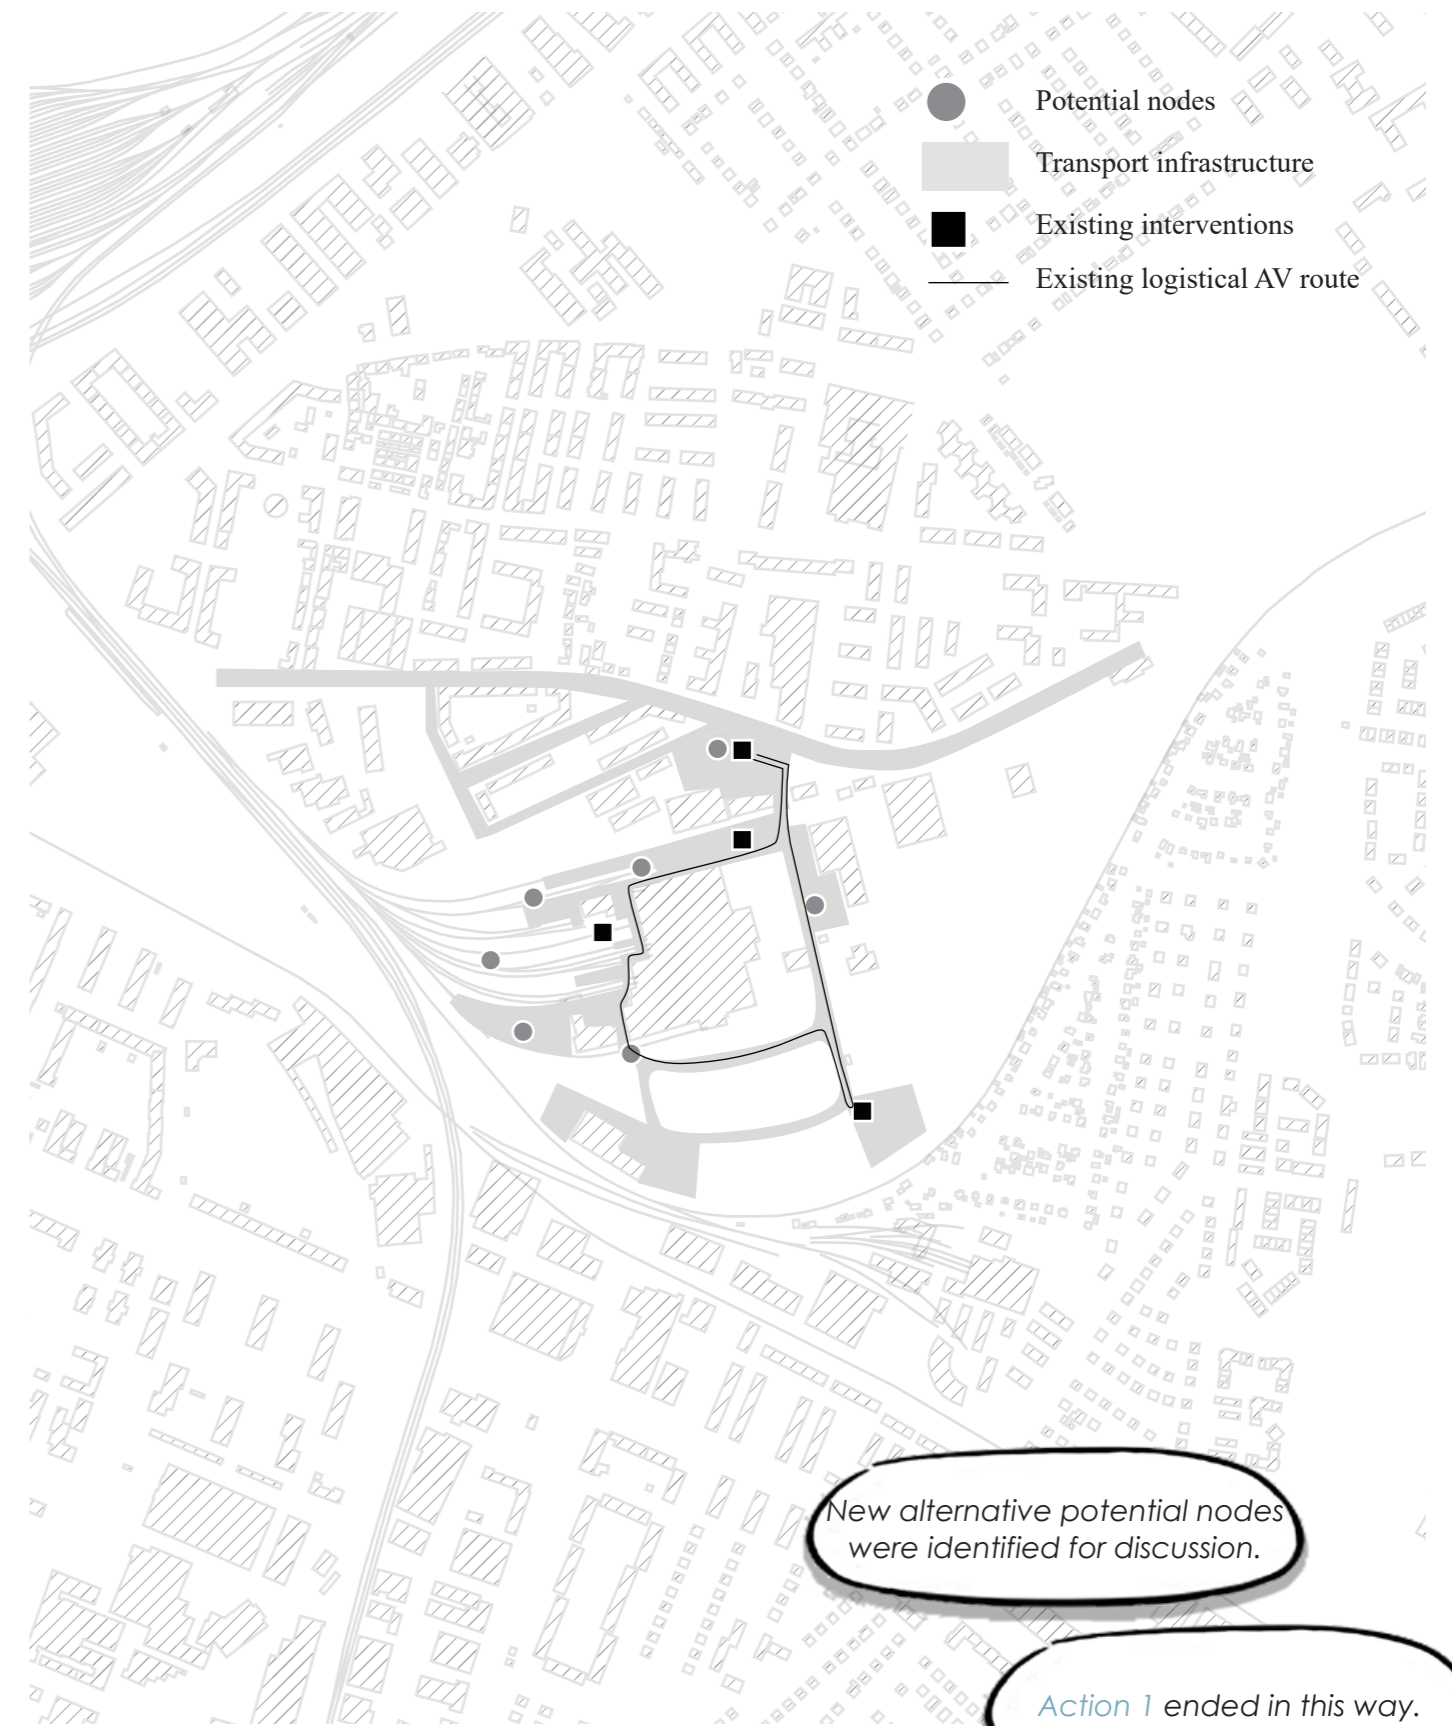 Potential nodes
Transport infrastructure
Existing interventions
Existing logistical AV route
New alternative potential nodes
were identified for discussion.
Action 1 ended in this way.